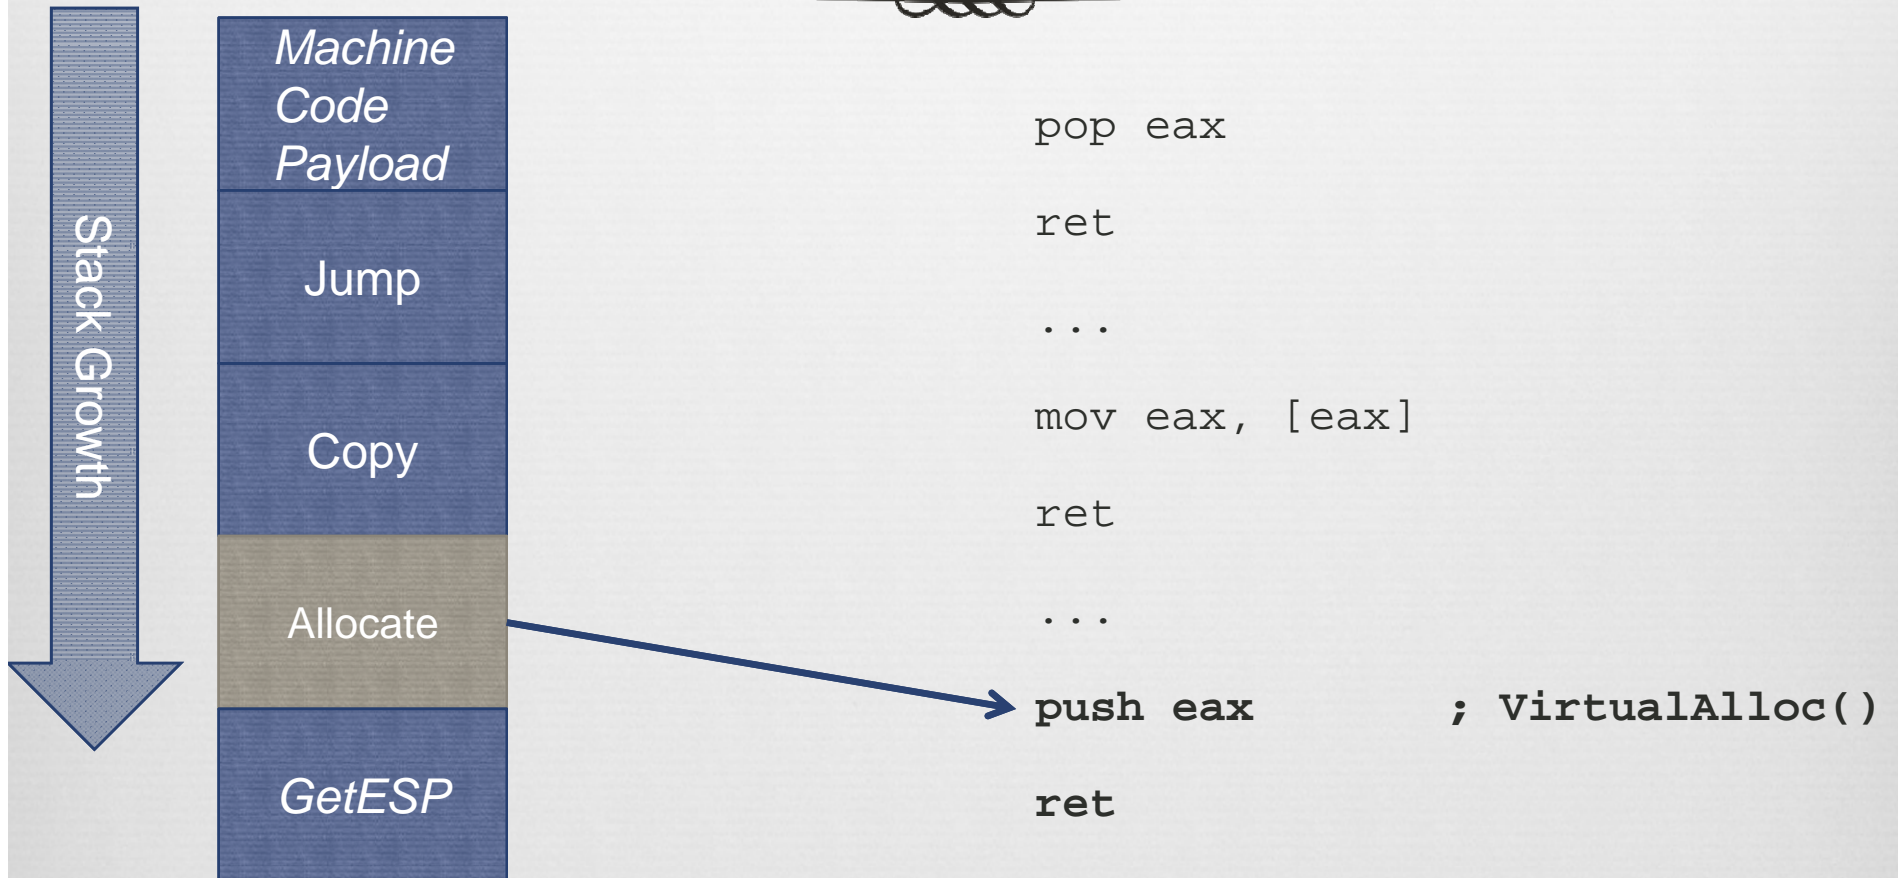 Stack Growth
Machine
Code
Payload
Jump
Copy
Allocate
GetESP
pop eax
ret
...
mov eax, [eax]
ret
...
push eax ; VirtualAlloc()
ret